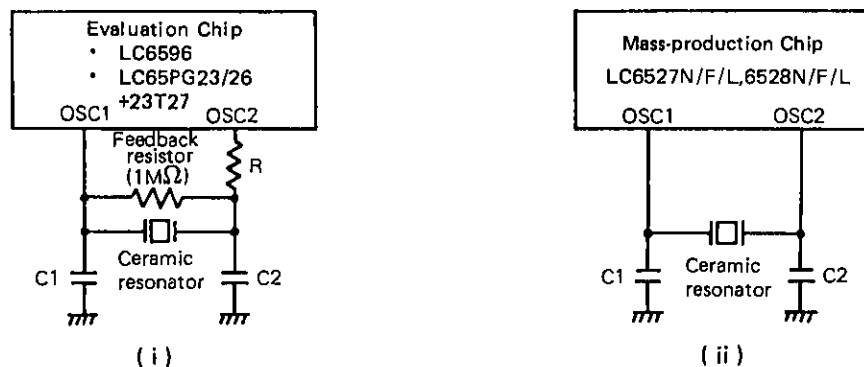 Evaluation Chip
• LC6596
• LC65PG23/26
+23T27
OSC1
OSC2
Feedback
resistor
(1MΩ)
R
C1
Ceramic
resonator
C2
( i )
Mass-production Chip
LC6527N/F/L,6528N/F/L
OSC1
OSC2
C1
Ceramic
resonator
C2
( ii )